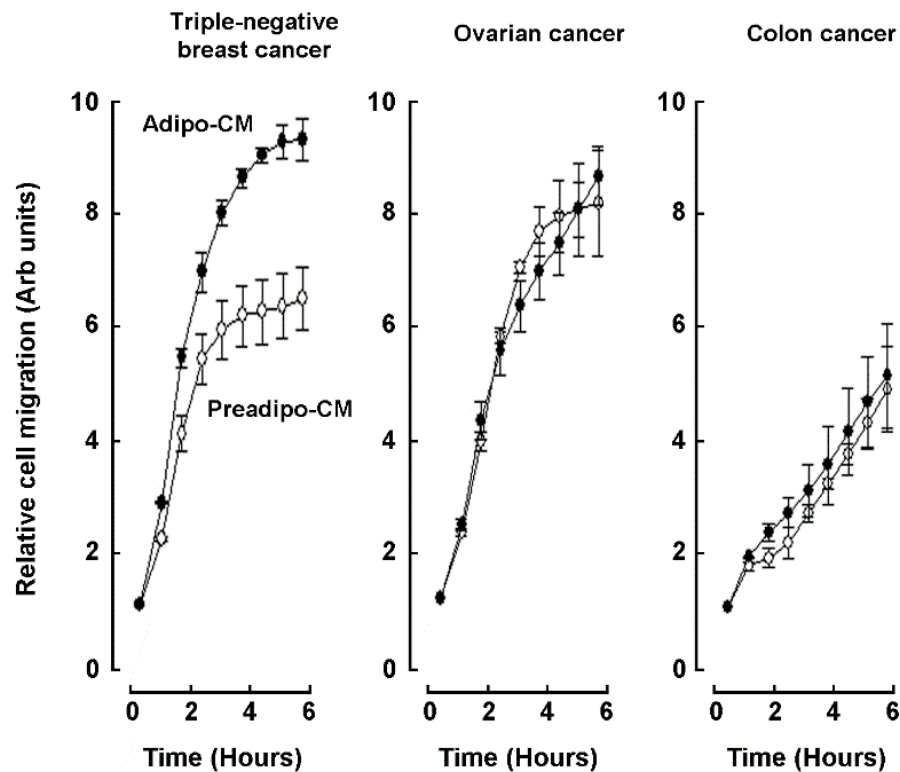 Triple-negative
breast cancer
Ovarian cancer
Colon cancer
Relative cell migration (Arb units)
10
8
6
4
2
0
Adipo-CM
Preadipo-CM
0 2 4 6
Time (Hours)
10
8
6
4
2
0
0 2 4 6
Time (Hours)
10
8
6
4
2
0
0 2 4 6
Time (Hours)